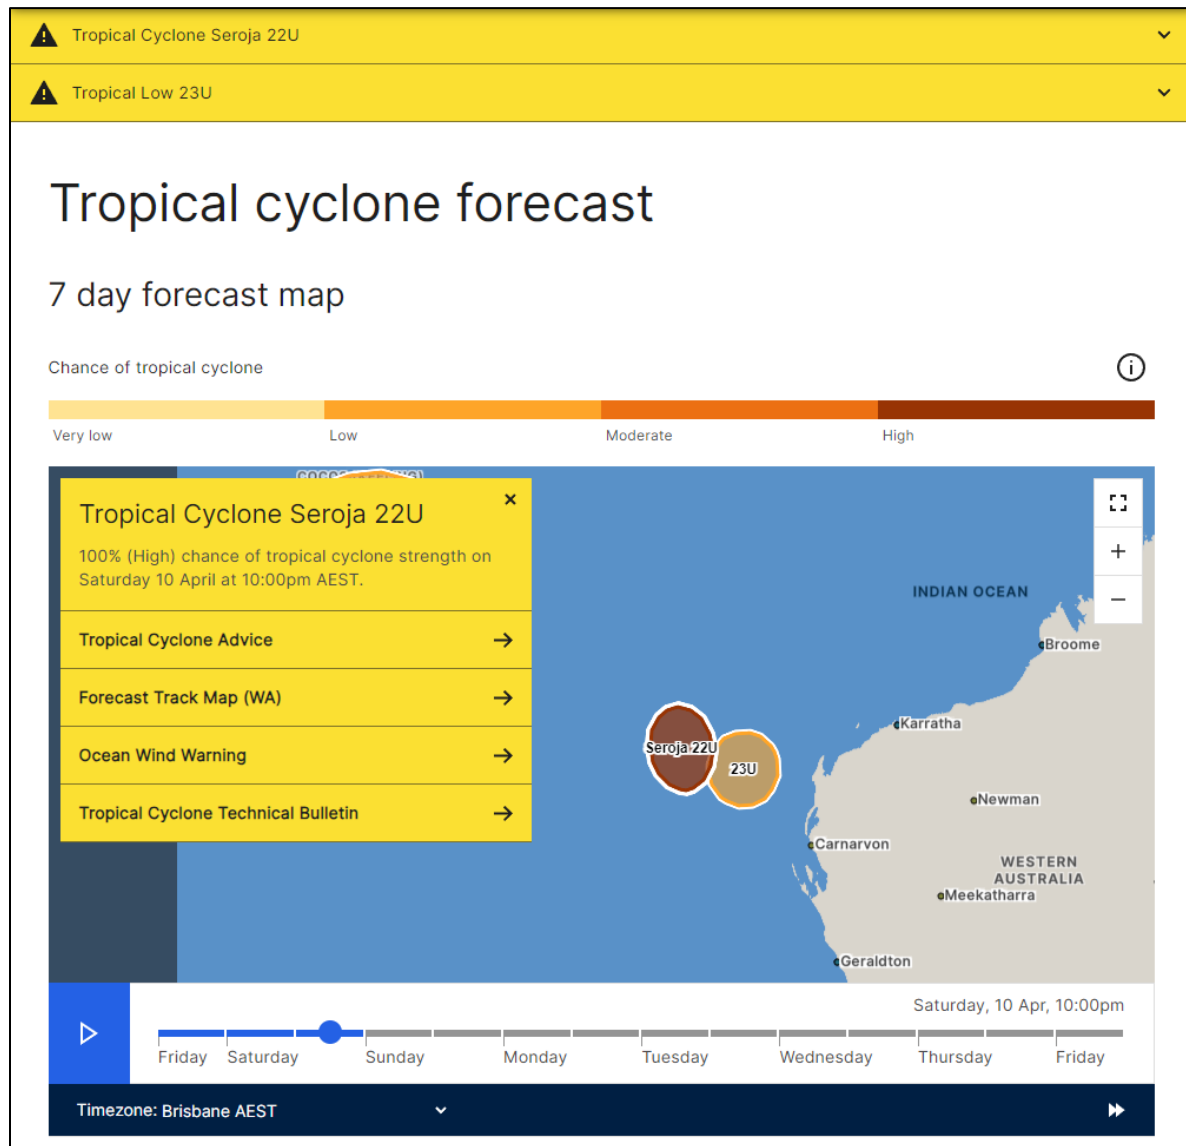 Tropical Cyclone Seroja 22U
Tropical Low 23U
Tropical cyclone forecast
7 day forecast map
Chance of tropical cyclone
Very low
Low
Moderate
High
Tropical Cyclone Seroja 22U
100% (High) chance of tropical cyclone strength on
Saturday 10 April at 10:00pm AEST.
Tropical Cyclone Advice
Forecast Track Map (WA)
Ocean Wind Warning
Tropical Cyclone Technical Bulletin
INDIAN OCEAN
Broome
Karratha
Seroja 22U
23U
Newman
Carnarvon
WESTERN
AUSTRALIA
Meekatharra
Geraldton
Saturday, 10 Apr, 10:00pm
Friday
Saturday
Sunday
Monday
Tuesday
Wednesday
Thursday
Friday
Timezone: Brisbane AEST